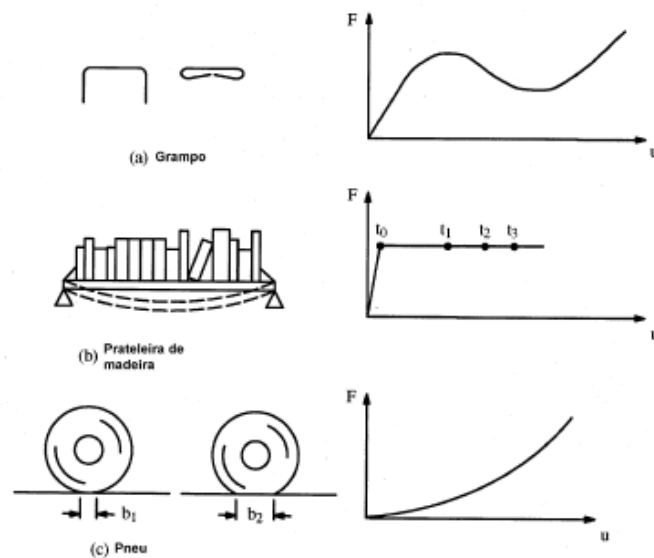 F
u
(a) Grampo
F
t0 t1 t2 t3
u
(b) Prateleira de
madeira
F
b1 b2
u
(c) Pneu